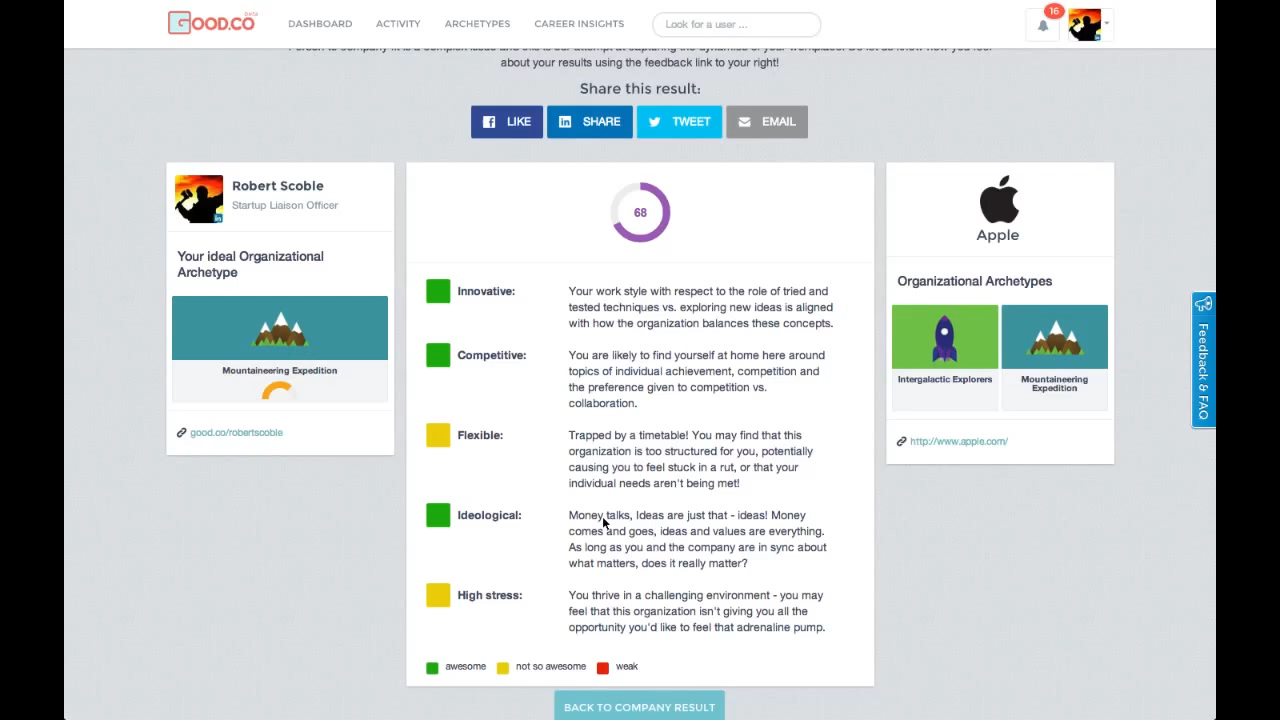 GOOD.CO beta
DASHBOARD
ACTIVITY
ARCHETYPES
CAREER INSIGHTS
Look for a user ...
16
about your results using the feedback link to your right!
Share this result:
LIKE
SHARE
TWEET
EMAIL
Robert Scoble
Startup Liaison Officer
Your ideal Organizational
Archetype
Mountaineering Expedition
good.co/robertscoble
68
Innovative:
Your work style with respect to the role of tried and
tested techniques vs. exploring new ideas is aligned
with how the organization balances these concepts.
Competitive:
You are likely to find yourself at home here around
topics of individual achievement, competition and
the preference given to competition vs.
collaboration.
Flexible:
Trapped by a timetable! You may find that this
organization is too structured for you, potentially
causing you to feel stuck in a rut, or that your
individual needs aren't being met!
Ideological:
Money talks, Ideas are just that - ideas! Money
comes and goes, ideas and values are everything.
As long as you and the company are in sync about
what matters, does it really matter?
High stress:
You thrive in a challenging environment - you may
feel that this organization isn't giving you all the
opportunity you'd like to feel that adrenaline pump.
awesome
not so awesome
weak
BACK TO COMPANY RESULT
Apple
Organizational Archetypes
Intergalactic Explorers
Mountaineering
Expedition
http://www.apple.com/
Feedback & FAQ